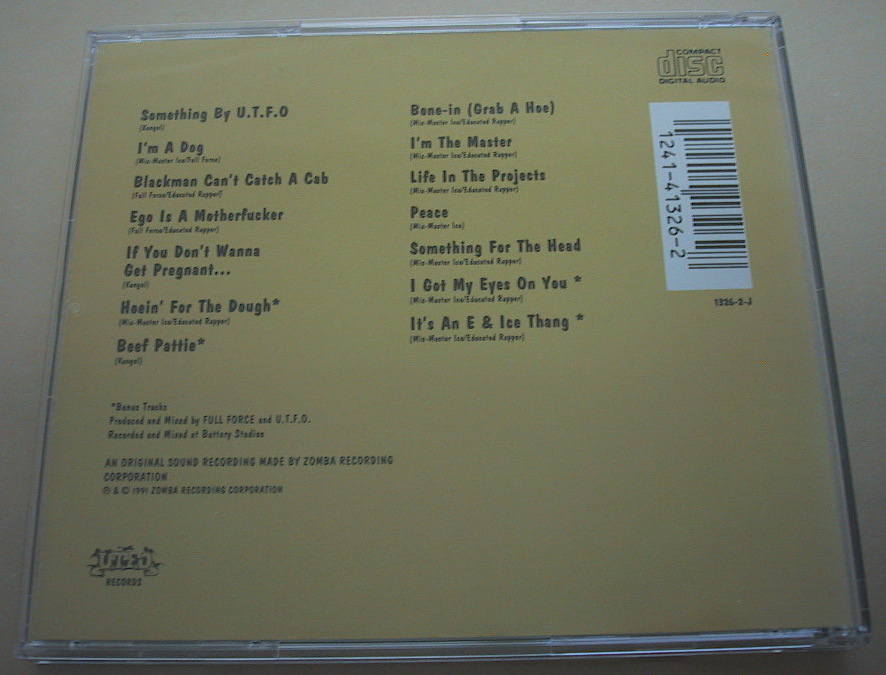 Something By U.T.F.O
(Kangol)
I'm A Dog
(Mix-Master Ice/Full Force)
Blackman Can't Catch A Cab
(Full Force/Educated Rapper)
Ego Is A Motherfucker
(Full Force/Educated Rapper)
If You Don't Wanna
Get Pregnant...
(Kangol)
Hoein' For The Dough*
(Mix-Master Ice/Educated Rapper)
Beef Pattie*
(Kangol)
*Bonus Tracks
Produced and Mixed by FULL FORCE and U.T.F.O.
Recorded and Mixed at Battery Studios
AN ORIGINAL SOUND RECORDING MADE BY ZOMBA RECORDING
CORPORATION
℗ & © 1991 ZOMBA RECORDING CORPORATION
U.T.F.O
RECORDS
Bone-in (Grab A Hoe)
(Mix-Master Ice/Educated Rapper)
I'm The Master
(Mix-Master Ice/Educated Rapper)
Life In The Projects
(Mix-Master Ice/Educated Rapper)
Peace
(Mix-Master Ice)
Something For The Head
(Mix-Master Ice/Educated Rapper)
I Got My Eyes On You *
(Mix-Master Ice/Educated Rapper)
It's An E & Ice Thang *
(Mix-Master Ice/Educated Rapper)
COMPACT
disc
DIGITAL AUDIO
1241-41326-2
1326-2-J